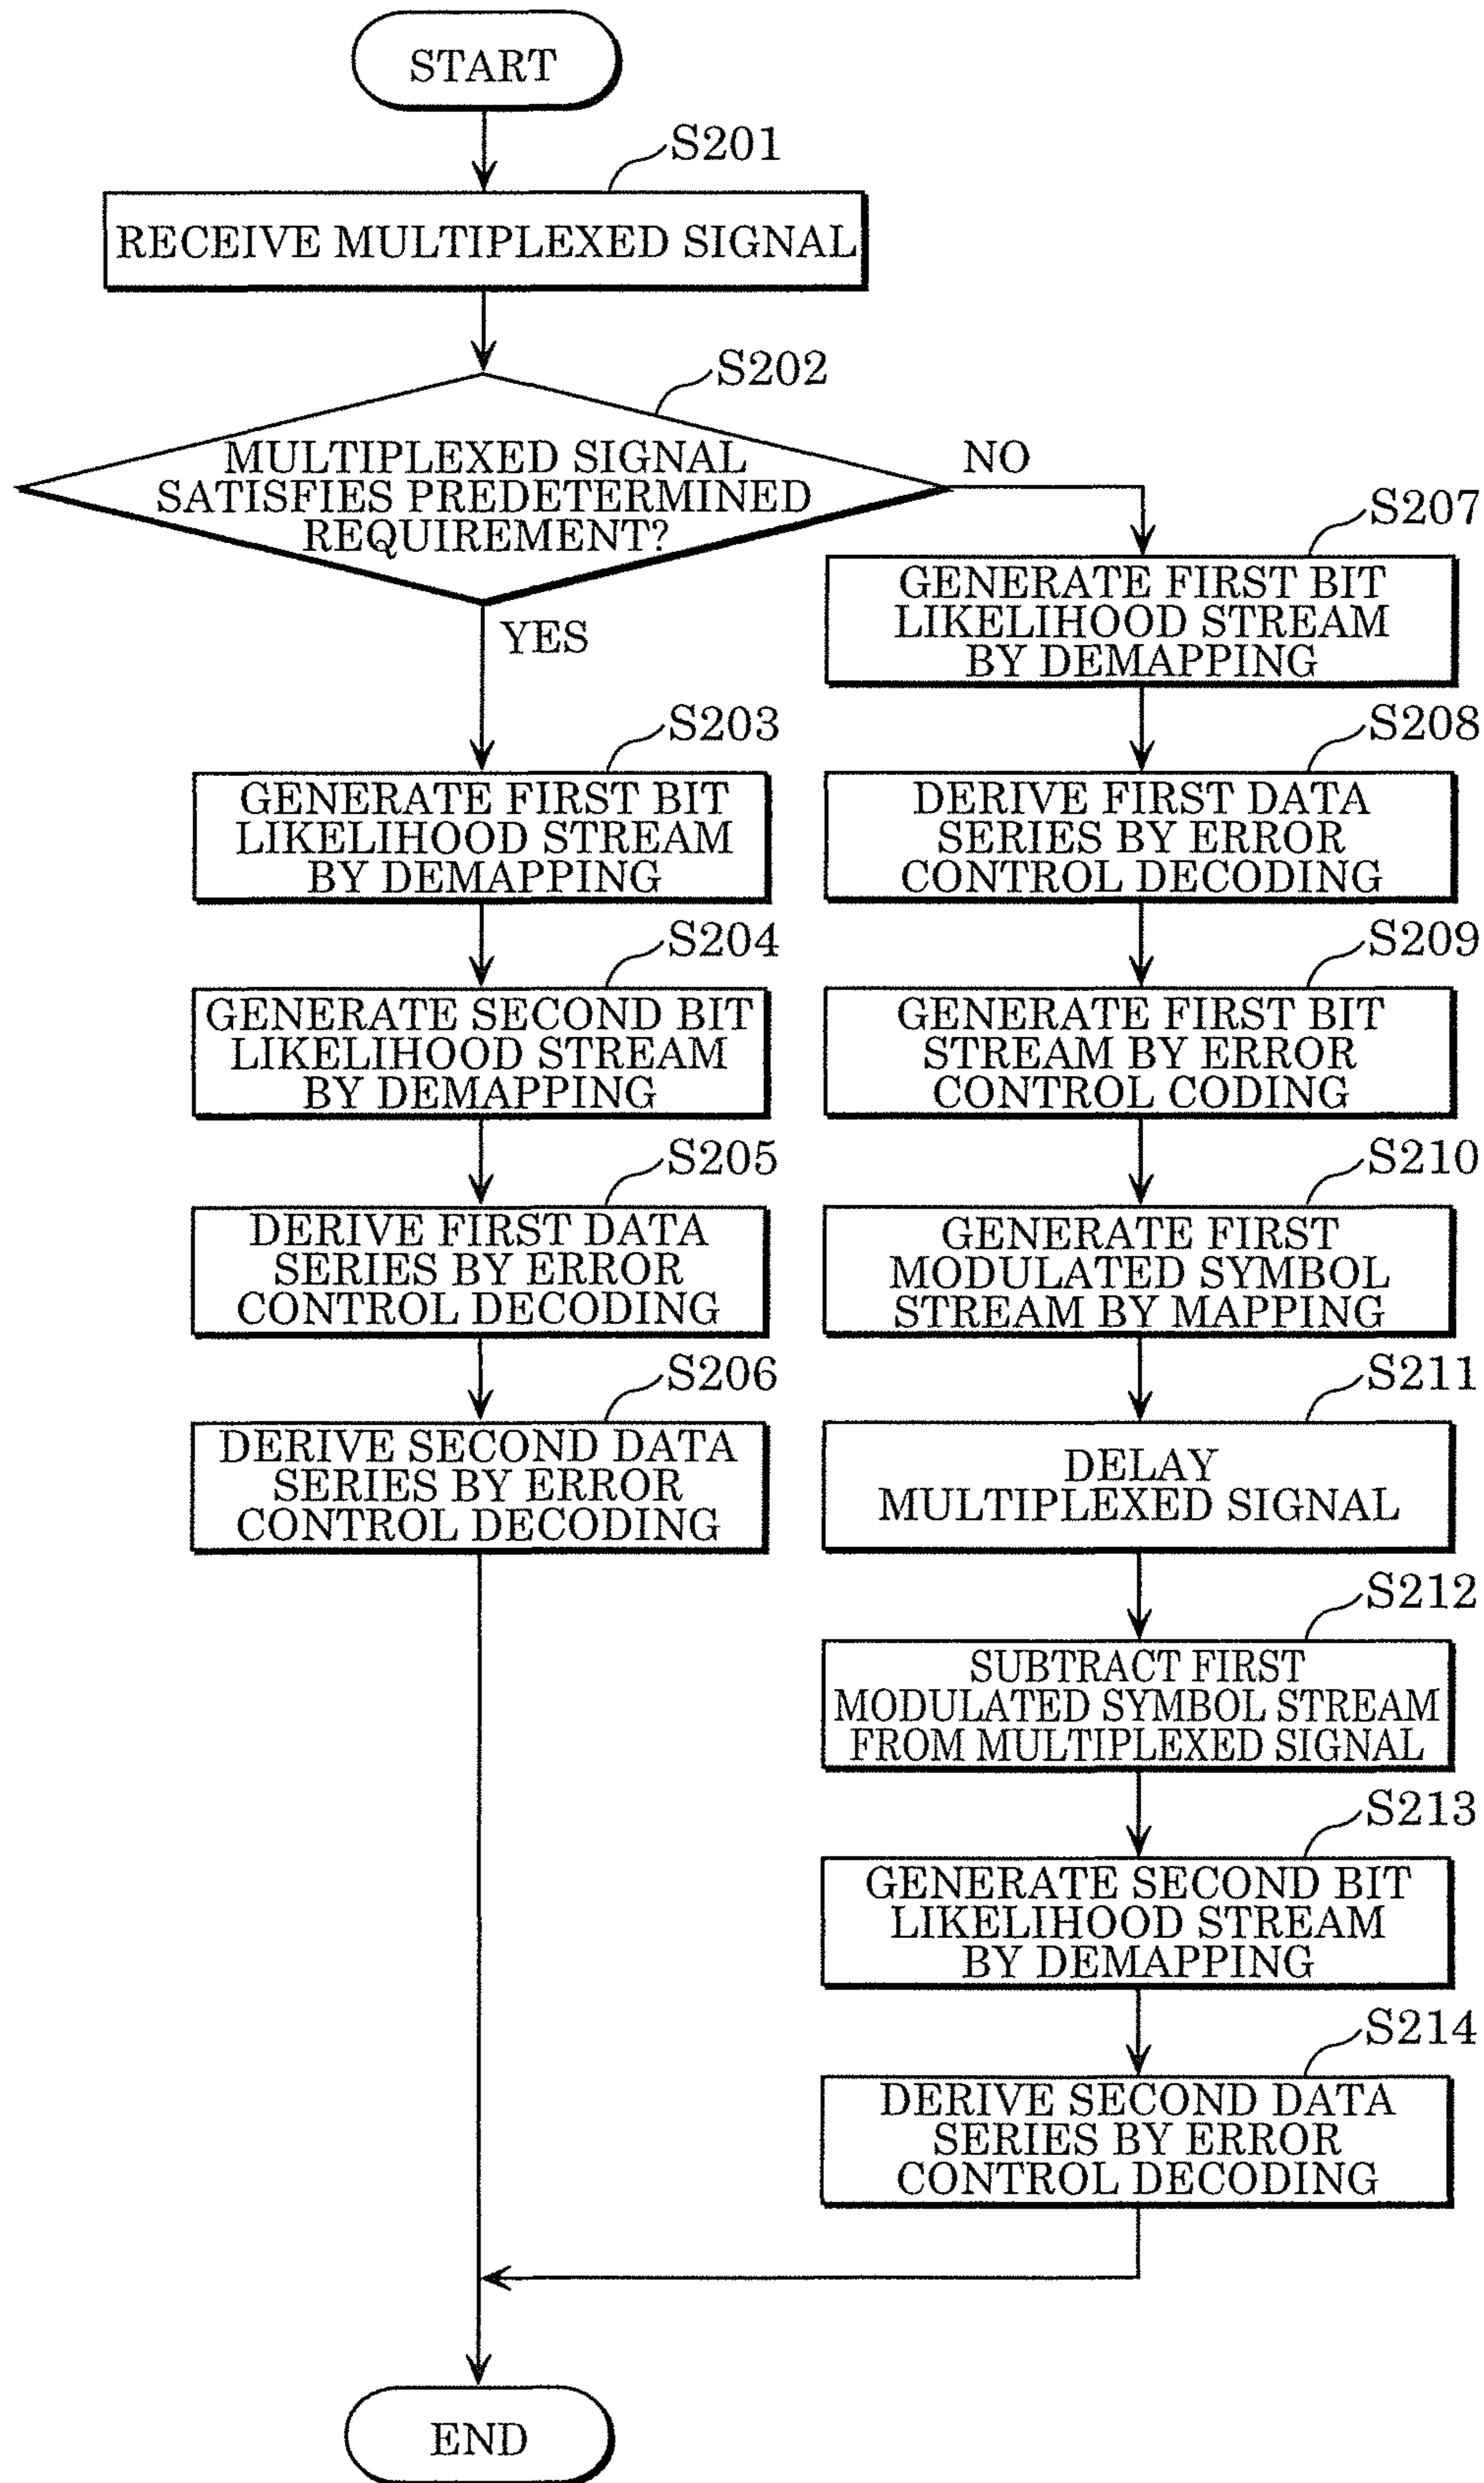 START
S201
RECEIVE MULTIPLEXED SIGNAL
S202
MULTIPLEXED SIGNAL
SATISFIES PREDETERMINED
REQUIREMENT?
NO
YES
S203
GENERATE FIRST BIT
LIKELIHOOD STREAM
BY DEMAPPING
S204
GENERATE SECOND BIT
LIKELIHOOD STREAM
BY DEMAPPING
S205
DERIVE FIRST DATA
SERIES BY ERROR
CONTROL DECODING
S206
DERIVE SECOND DATA
SERIES BY ERROR
CONTROL DECODING
S207
GENERATE FIRST BIT
LIKELIHOOD STREAM
BY DEMAPPING
S208
DERIVE FIRST DATA
SERIES BY ERROR
CONTROL DECODING
S209
GENERATE FIRST BIT
STREAM BY ERROR
CONTROL CODING
S210
GENERATE FIRST
MODULATED SYMBOL
STREAM BY MAPPING
S211
DELAY
MULTIPLEXED SIGNAL
S212
SUBTRACT FIRST
MODULATED SYMBOL STREAM
FROM MULTIPLEXED SIGNAL
S213
GENERATE SECOND BIT
LIKELIHOOD STREAM
BY DEMAPPING
S214
DERIVE SECOND DATA
SERIES BY ERROR
CONTROL DECODING
END